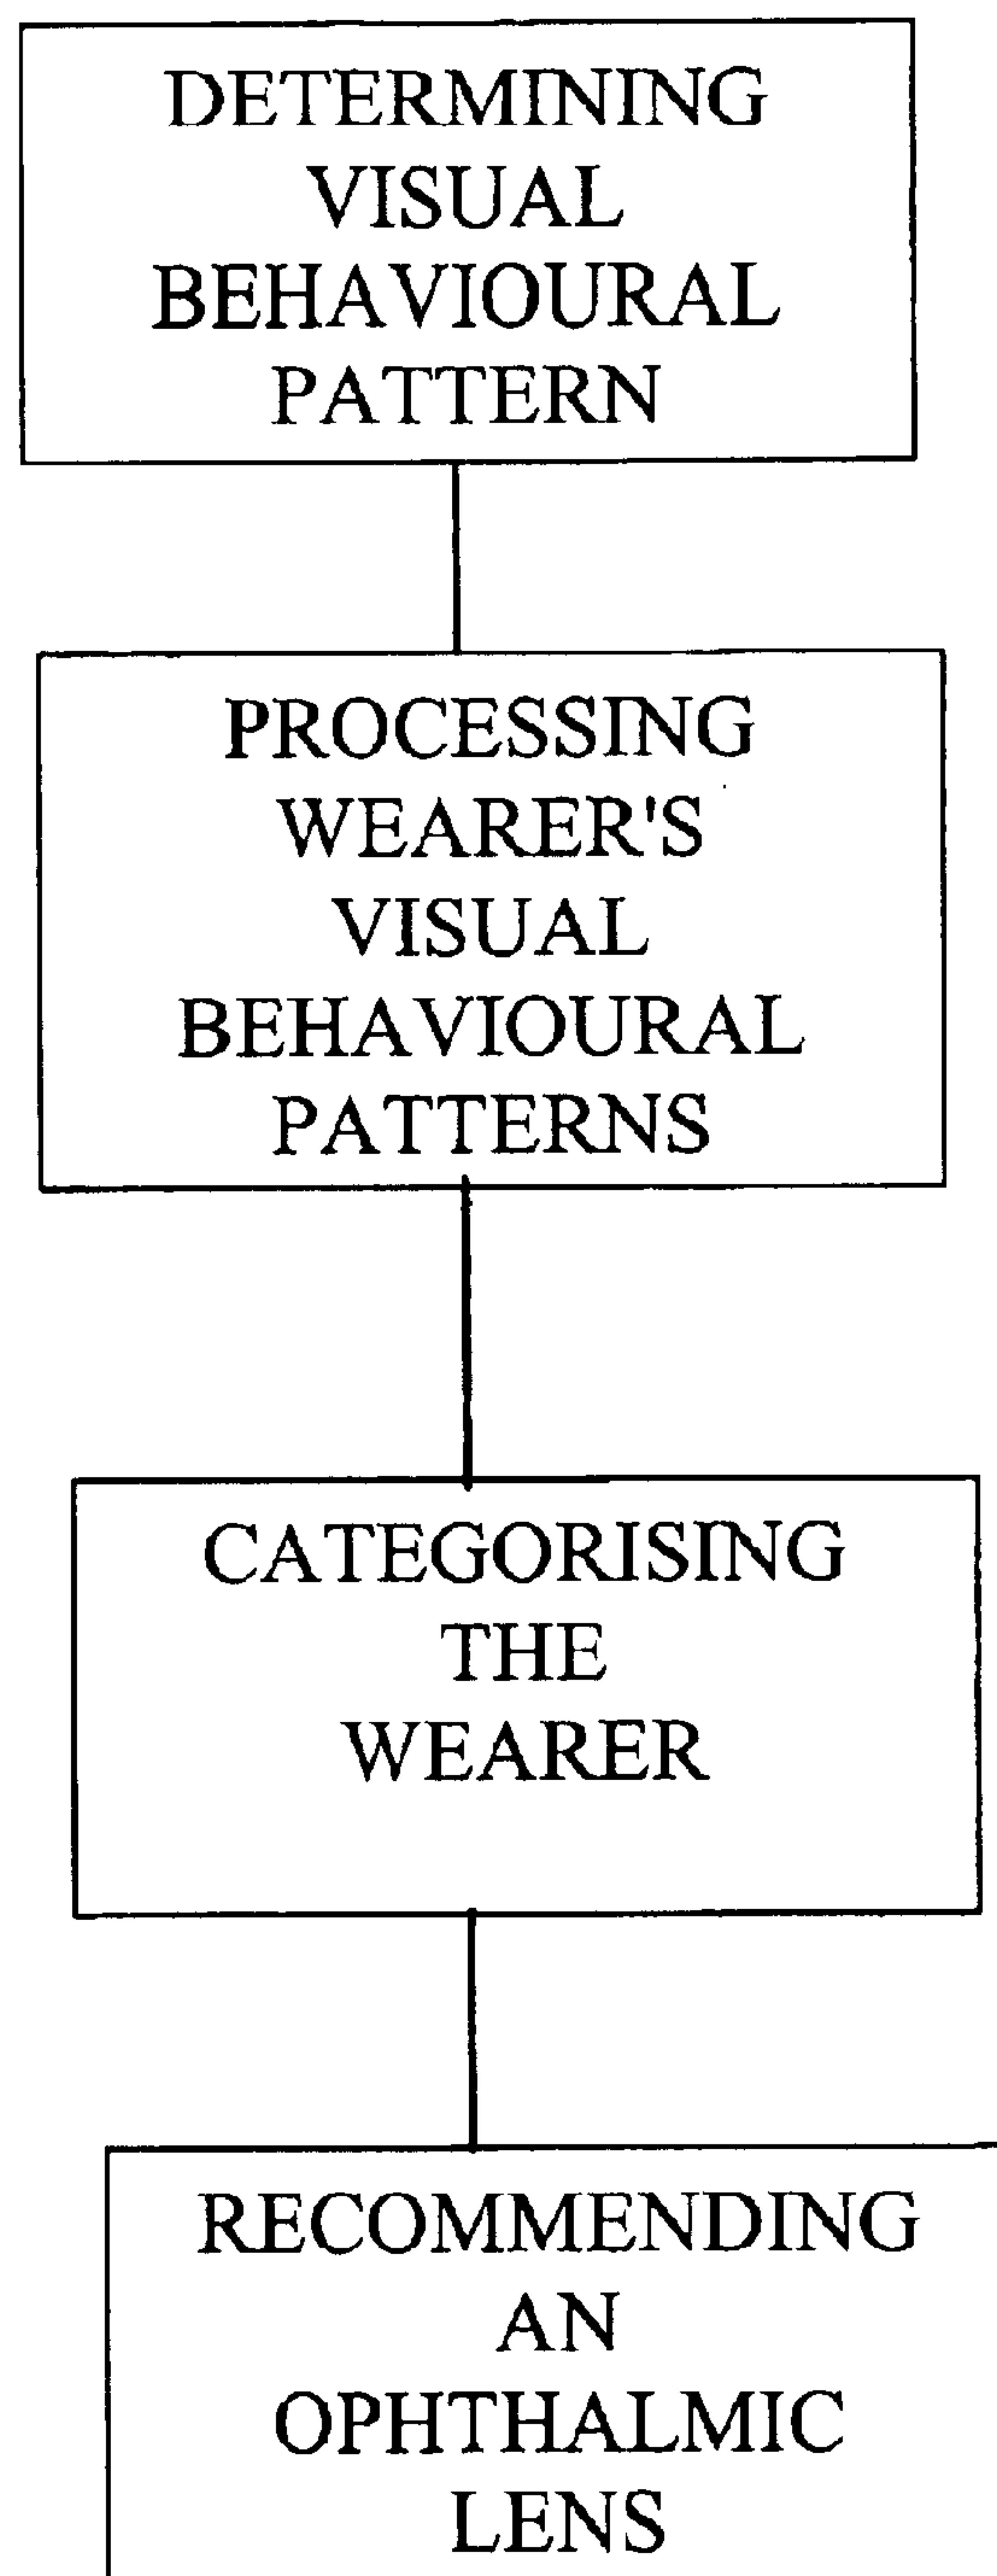 DETERMINING
VISUAL
BEHAVIOURAL
PATTERN
PROCESSING
WEARER'S
VISUAL
BEHAVIOURAL
PATTERNS
CATEGORISING
THE
WEARER
RECOMMENDING
AN
OPHTHALMIC
LENS